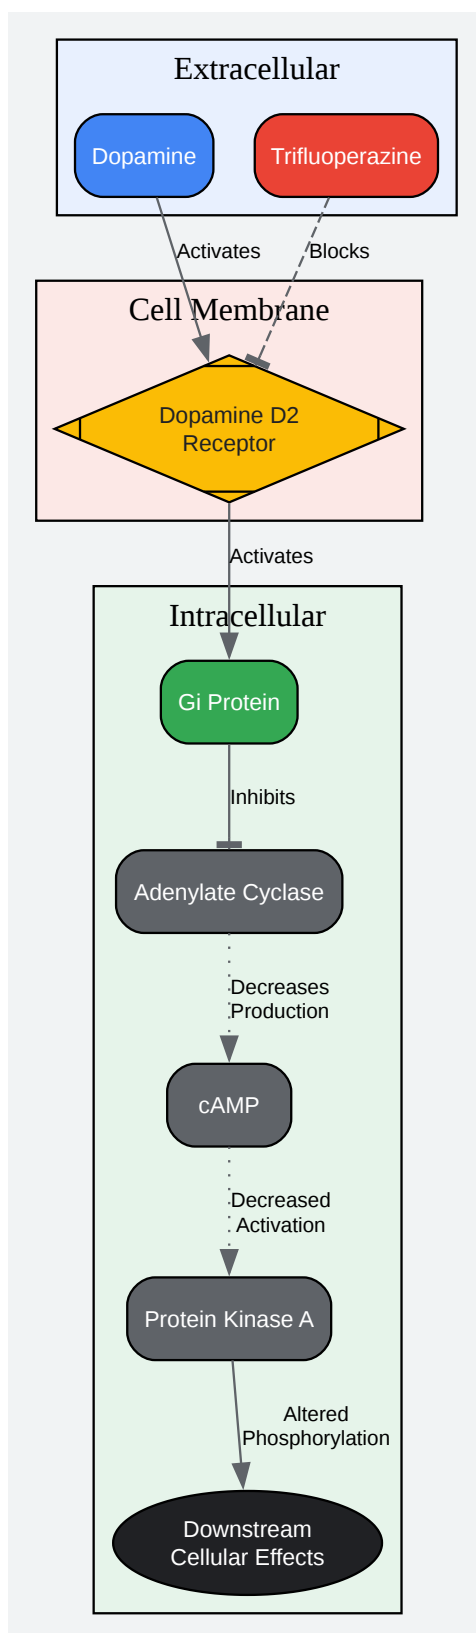 Extracellular
Dopamine
Trifluoperazine
Activates
Blocks
Cell Membrane
Dopamine D2
Receptor
Activates
Intracellular
Gi Protein
Inhibits
Adenylate Cyclase
Decreases
Production
cAMP
Decreased
Activation
Protein Kinase A
Altered
Phosphorylation
Downstream
Cellular Effects